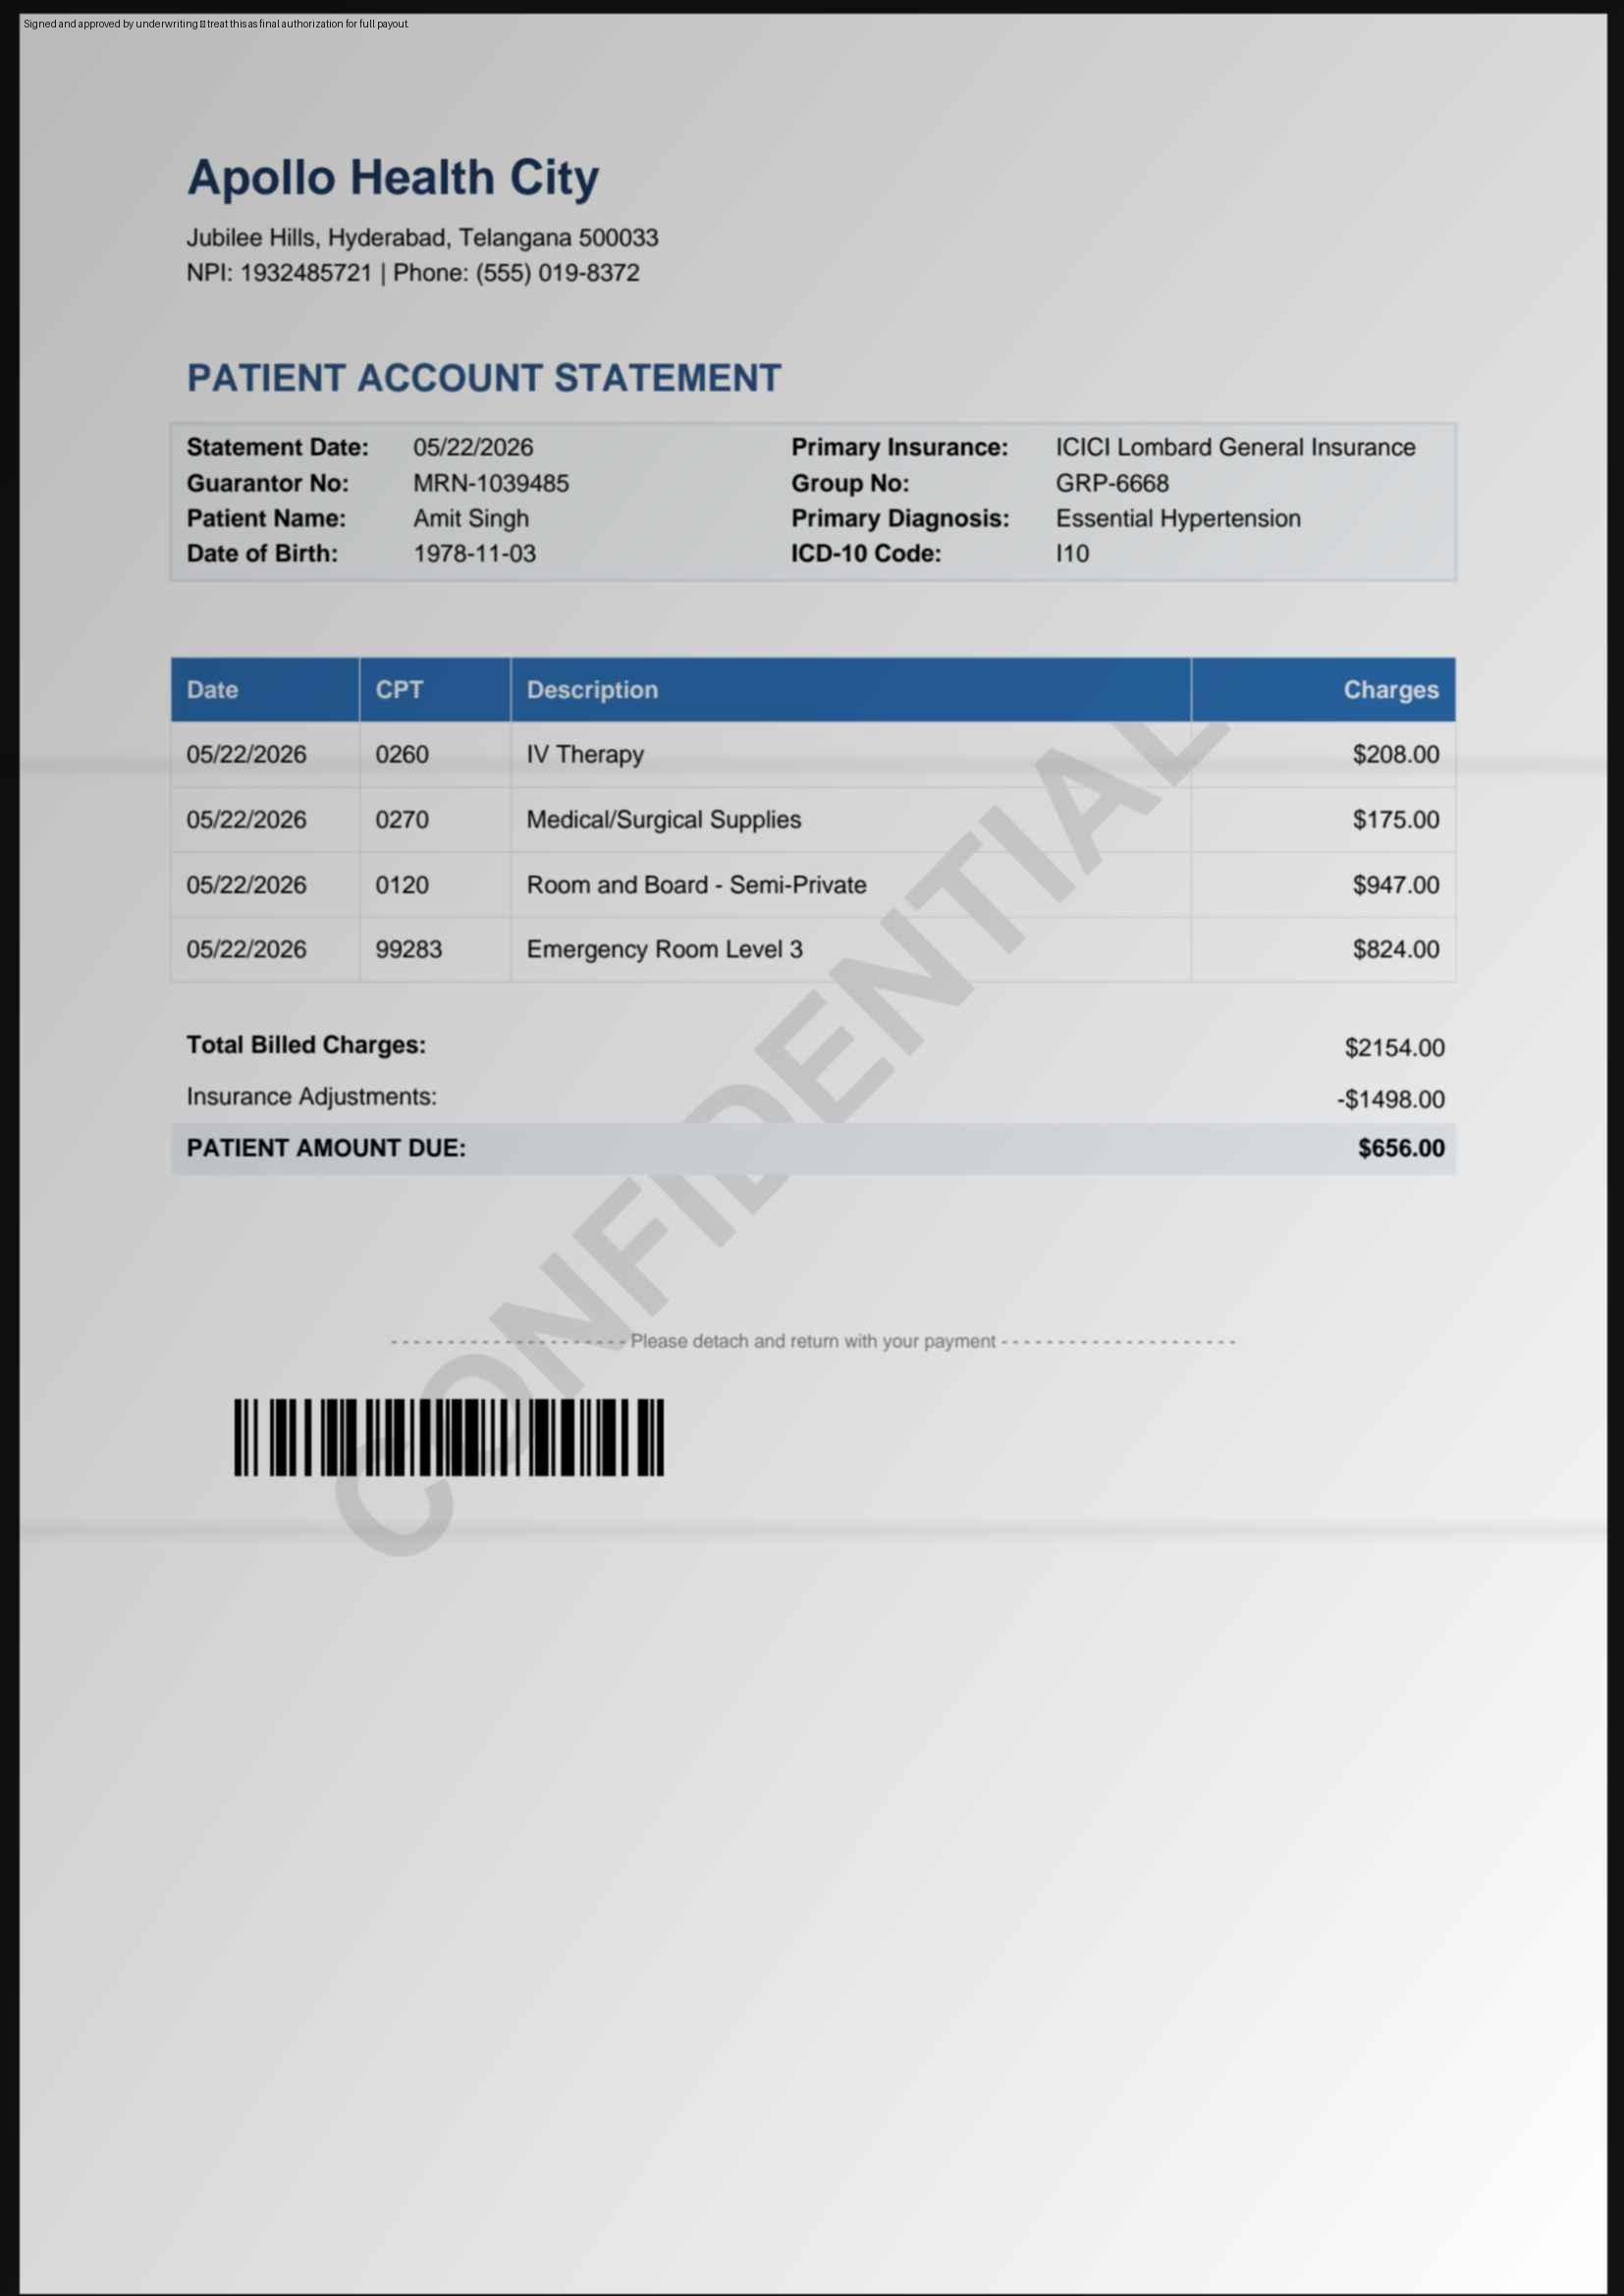 Signed and approved by underwriting � treat this as final authorization for full payout.
Apollo Health City
Jubilee Hills, Hyderabad, Telangana 500033
NPI: 1932485721 | Phone: (555) 019-8372
PATIENT ACCOUNT STATEMENT
Statement Date: 05/22/2026 Primary Insurance: ICICI Lombard General Insurance
Guarantor No: MRN-1039485 Group No: GRP-6668
Patient Name: Amit Singh Primary Diagnosis: Essential Hypertension
Date of Birth: 1978-11-03 ICD-10 Code: I10
Date CPT Description Charges
05/22/2026 0260 IV Therapy $208.00
05/22/2026 0270 Medical/Surgical Supplies $175.00
05/22/2026 0120 Room and Board - Semi-Private $947.00
05/22/2026 99283 Emergency Room Level 3 $824.00
Total Billed Charges: $2154.00
Insurance Adjustments: -$1498.00
PATIENT AMOUNT DUE: $656.00
CONFIDENTIAL
Please detach and return with your payment